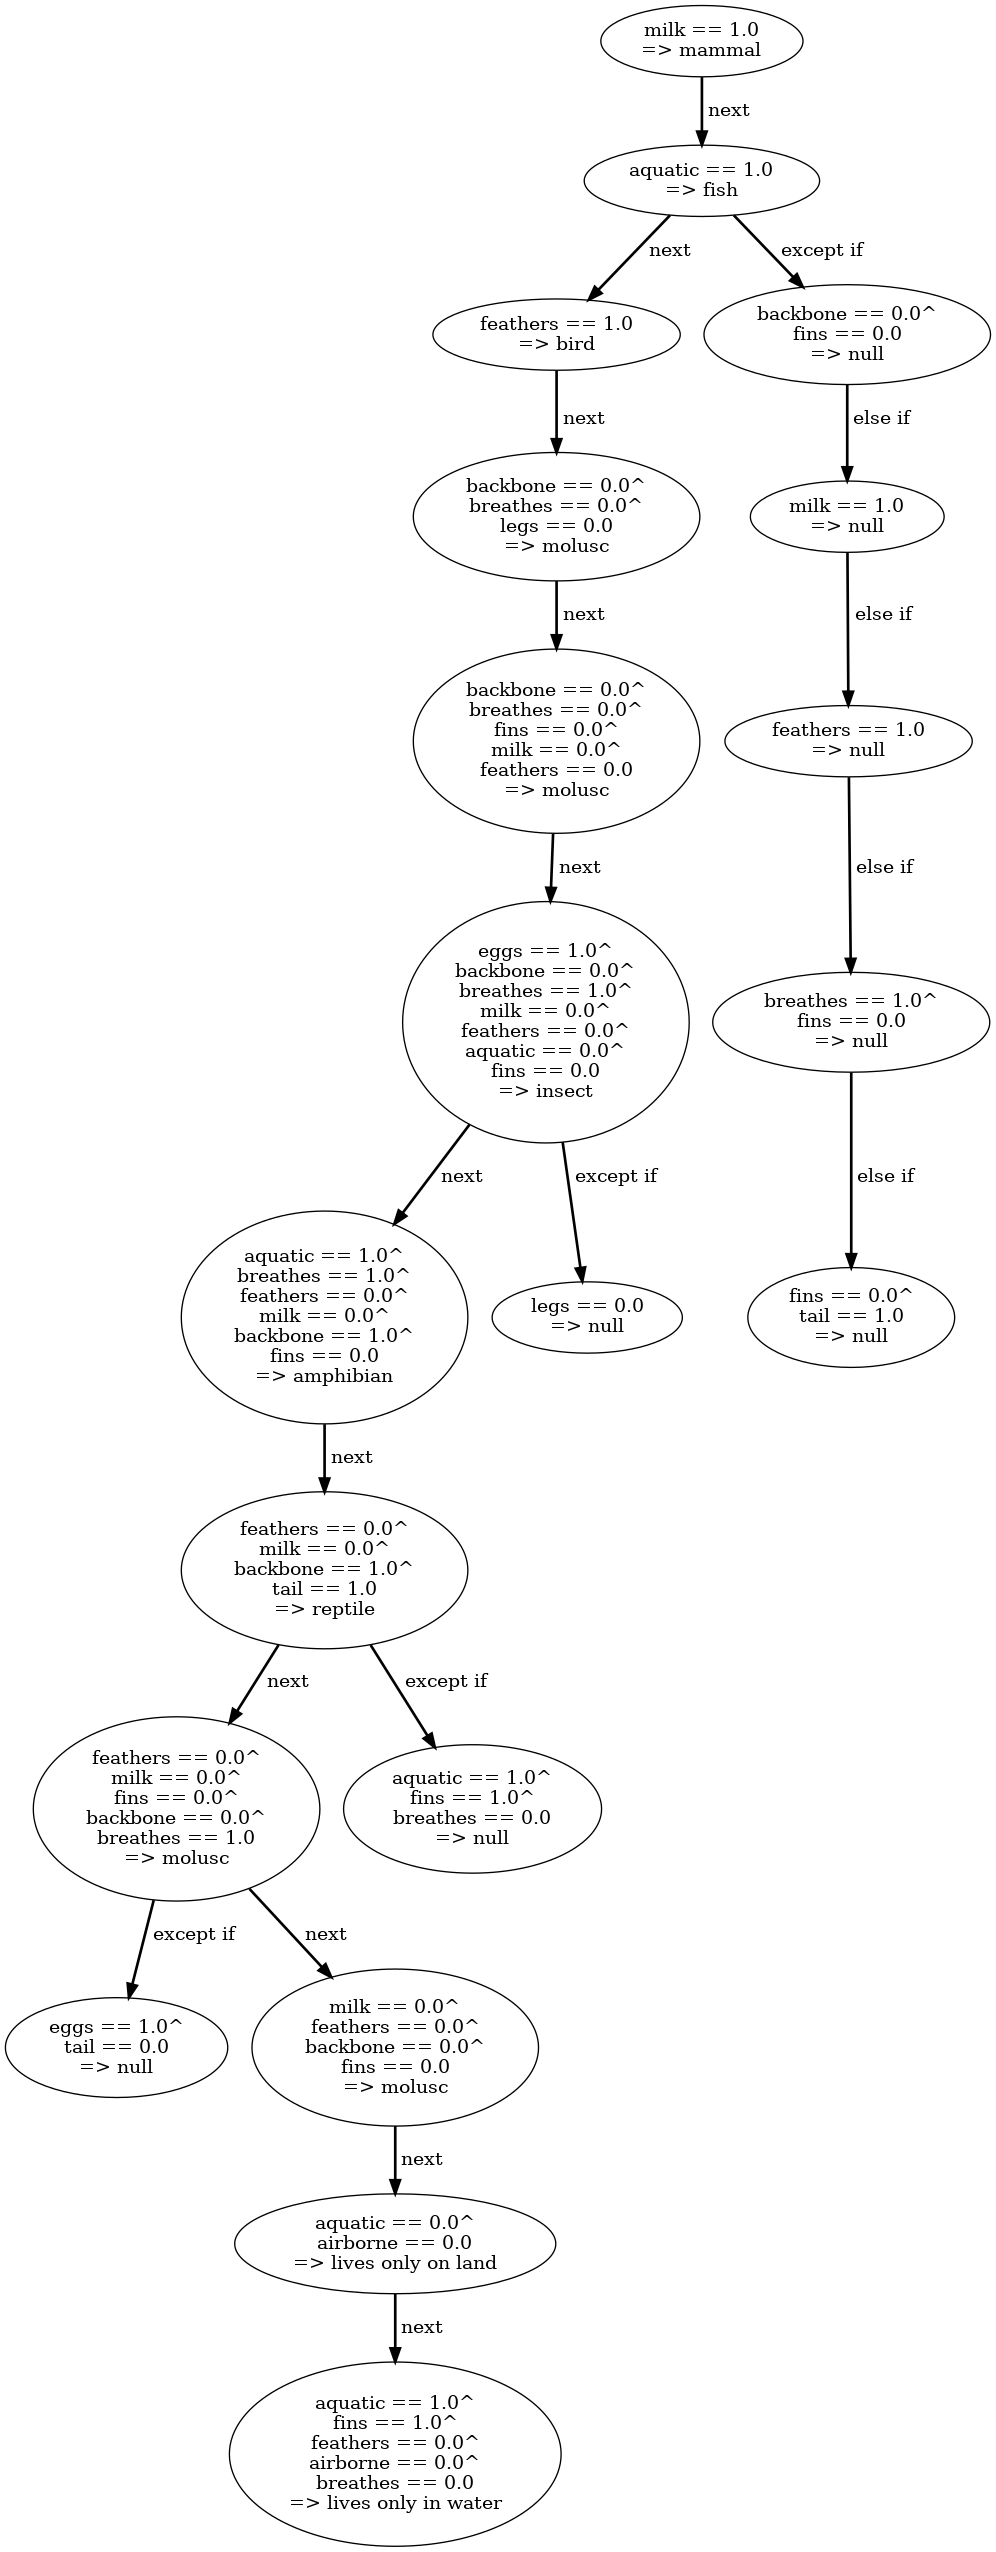 milk == 1.0
=> mammal
next
aquatic == 1.0
=> fish
next
except if
feathers == 1.0
=> bird
backbone == 0.0^
fins == 0.0
=> null
next
else if
backbone == 0.0^
breathes == 0.0^
legs == 0.0
=> molusc
milk == 1.0
=> null
next
else if
backbone == 0.0^
breathes == 0.0^
fins == 0.0^
milk == 0.0^
feathers == 0.0
=> molusc
feathers == 1.0
=> null
next
else if
eggs == 1.0^
backbone == 0.0^
breathes == 1.0^
milk == 0.0^
feathers == 0.0^
aquatic == 0.0^
fins == 0.0
=> insect
breathes == 1.0^
fins == 0.0
=> null
next
except if
else if
aquatic == 1.0^
breathes == 1.0^
feathers == 0.0^
milk == 0.0^
backbone == 1.0^
fins == 0.0
=> amphibian
legs == 0.0
=> null
fins == 0.0^
tail == 1.0
=> null
next
feathers == 0.0^
milk == 0.0^
backbone == 1.0^
tail == 1.0
=> reptile
next
except if
feathers == 0.0^
milk == 0.0^
fins == 0.0^
backbone == 0.0^
breathes == 1.0
=> molusc
aquatic == 1.0^
fins == 1.0^
breathes == 0.0
=> null
except if
next
eggs == 1.0^
tail == 0.0
=> null
milk == 0.0^
feathers == 0.0^
backbone == 0.0^
fins == 0.0
=> molusc
next
aquatic == 0.0^
airborne == 0.0
=> lives only on land
next
aquatic == 1.0^
fins == 1.0^
feathers == 0.0^
airborne == 0.0^
breathes == 0.0
=> lives only in water